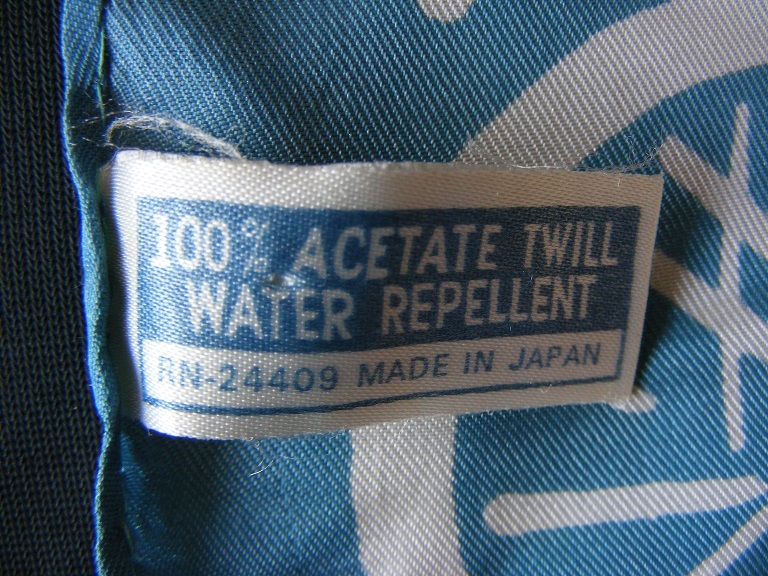 100% ACETATE TWILL
WATER REPELLENT
RN-24409 MADE IN JAPAN